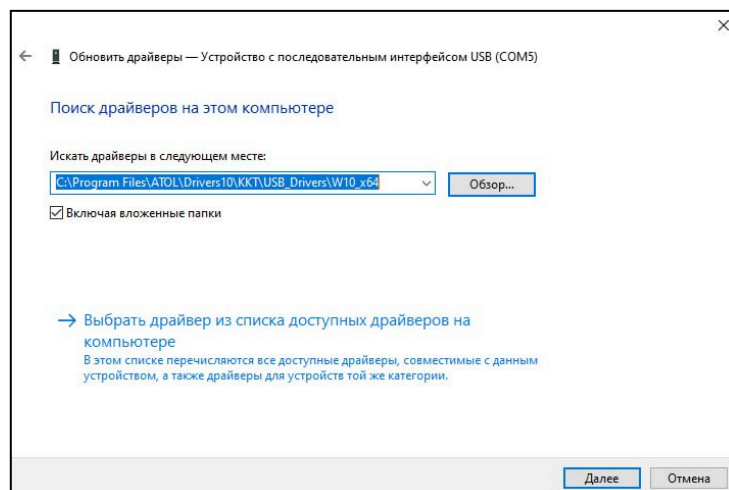 Обновить драйверы — Устройство с последовательным интерфейсом USB (COM5)
Поиск драйверов на этом компьютере
Искать драйверы в следующем месте:
C:\Program Files\ATOL\Drivers10\KKT\USB_Drivers\W10_x64
Обзор...
Включая вложенные папки
Выбрать драйвер из списка доступных драйверов на
компьютере
В этом списке перечисляются все доступные драйверы, совместимые с данным
устройством, а также драйверы для устройств той же категории.
Далее
Отмена